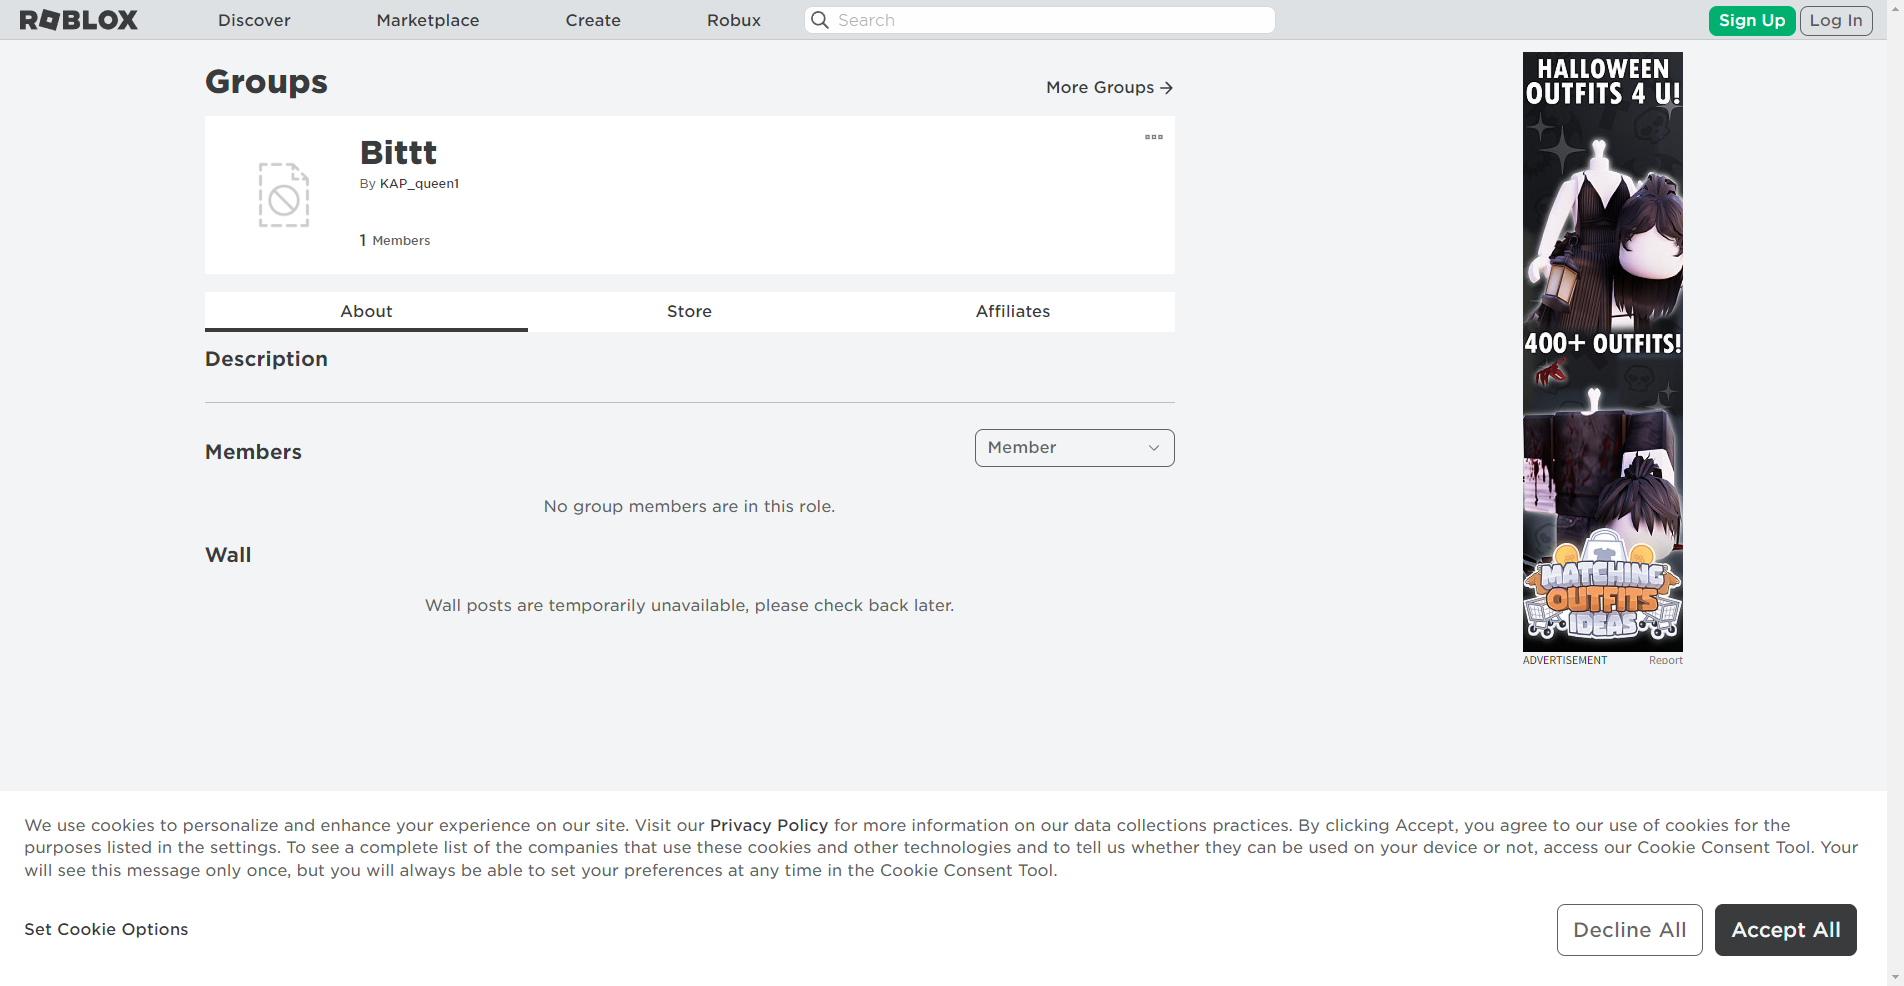 ROBLOX
Discover
Marketplace
Create
Robux
Search
Sign Up
Log In
Groups
More Groups
Bittt
By KAP_queen1
1 Members
About
Store
Affiliates
Description
Members
Member
No group members are in this role.
Wall
Wall posts are temporarily unavailable, please check back later.
HALLOWEEN
OUTFITS 4 U!
400+ OUTFITS!
MATCHING
OUTFITS
IDEAS
ADVERTISEMENT
Report
We use cookies to personalize and enhance your experience on our site. Visit our Privacy Policy for more information on our data collections practices. By clicking Accept, you agree to our use of cookies for the
purposes listed in the settings. To see a complete list of the companies that use these cookies and other technologies and to tell us whether they can be used on your device or not, access our Cookie Consent Tool. Your
will see this message only once, but you will always be able to set your preferences at any time in the Cookie Consent Tool.
Set Cookie Options
Decline All
Accept All